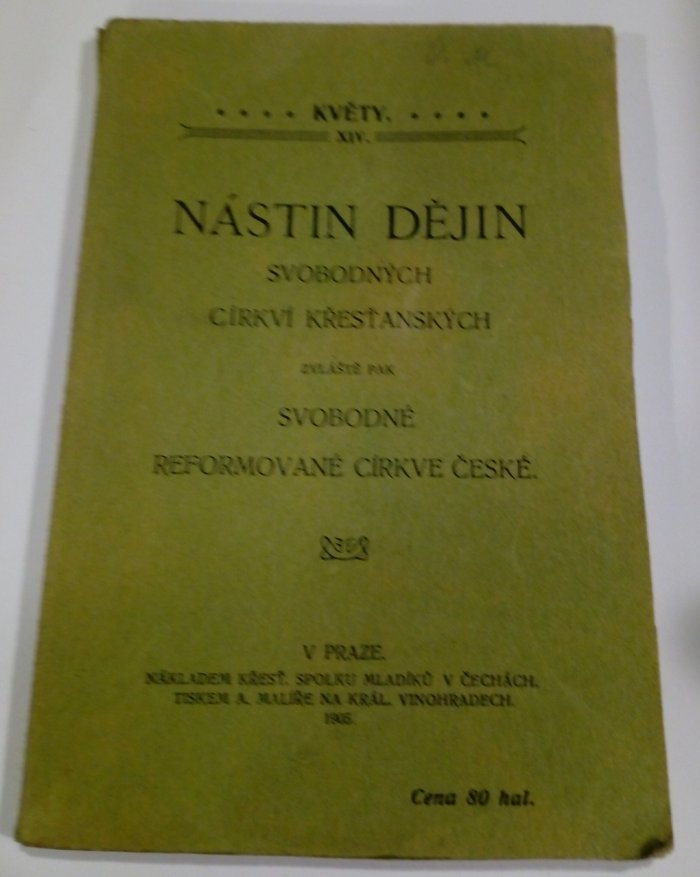 KVĚTY.
XIV.
NÁSTIN DĚJIN
SVOBODNÝCH
CÍRKVÍ KŘESŤANSKÝCH
ZVLÁŠTĚ PAK
SVOBODNÉ
REFORMOVANÉ CÍRKVE ČESKÉ.
V PRAZE.
NÁKLADEM KŘESŤ. SPOLKU MLADÍKŮ V ČECHÁCH.
TISKEM A. MALÍŘE NA KRÁL. VINOHRADECH.
Cena 80 hal.